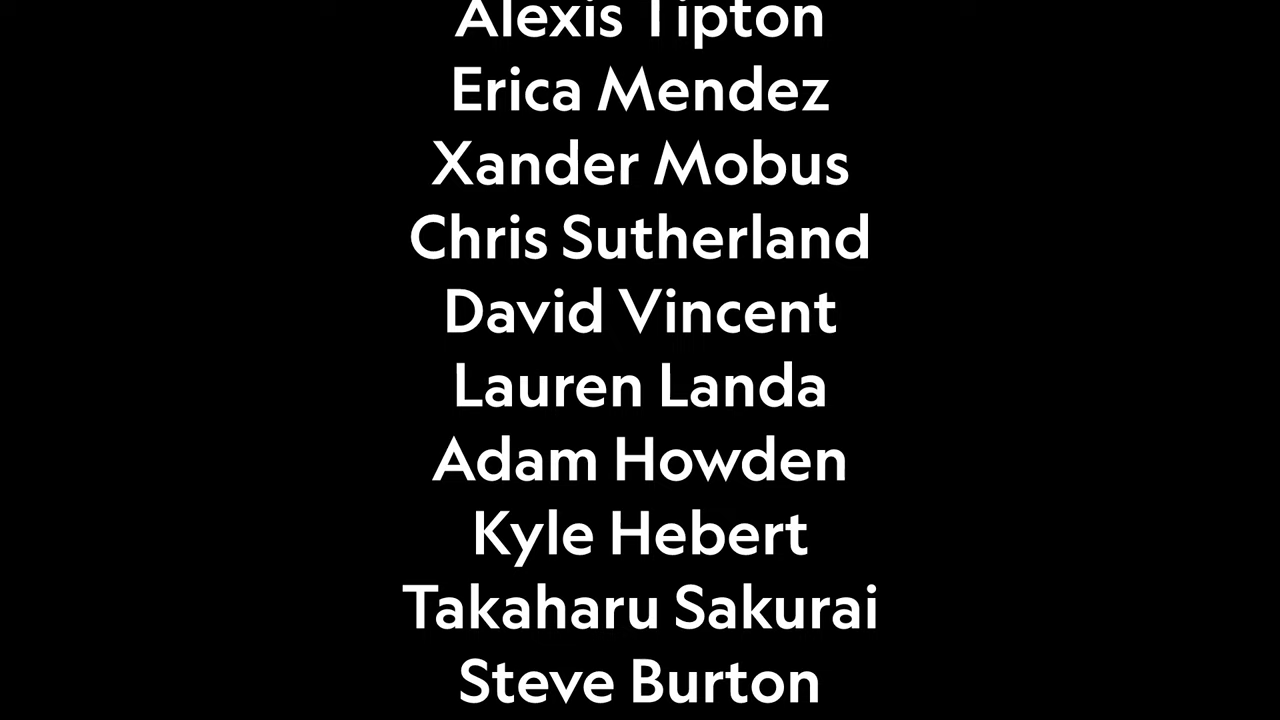 Alexis Tipton
Erica Mendez
Xander Mobus
Chris Sutherland
David Vincent
Lauren Landa
Adam Howden
Kyle Hebert
Takaharu Sakurai
Steve Burton